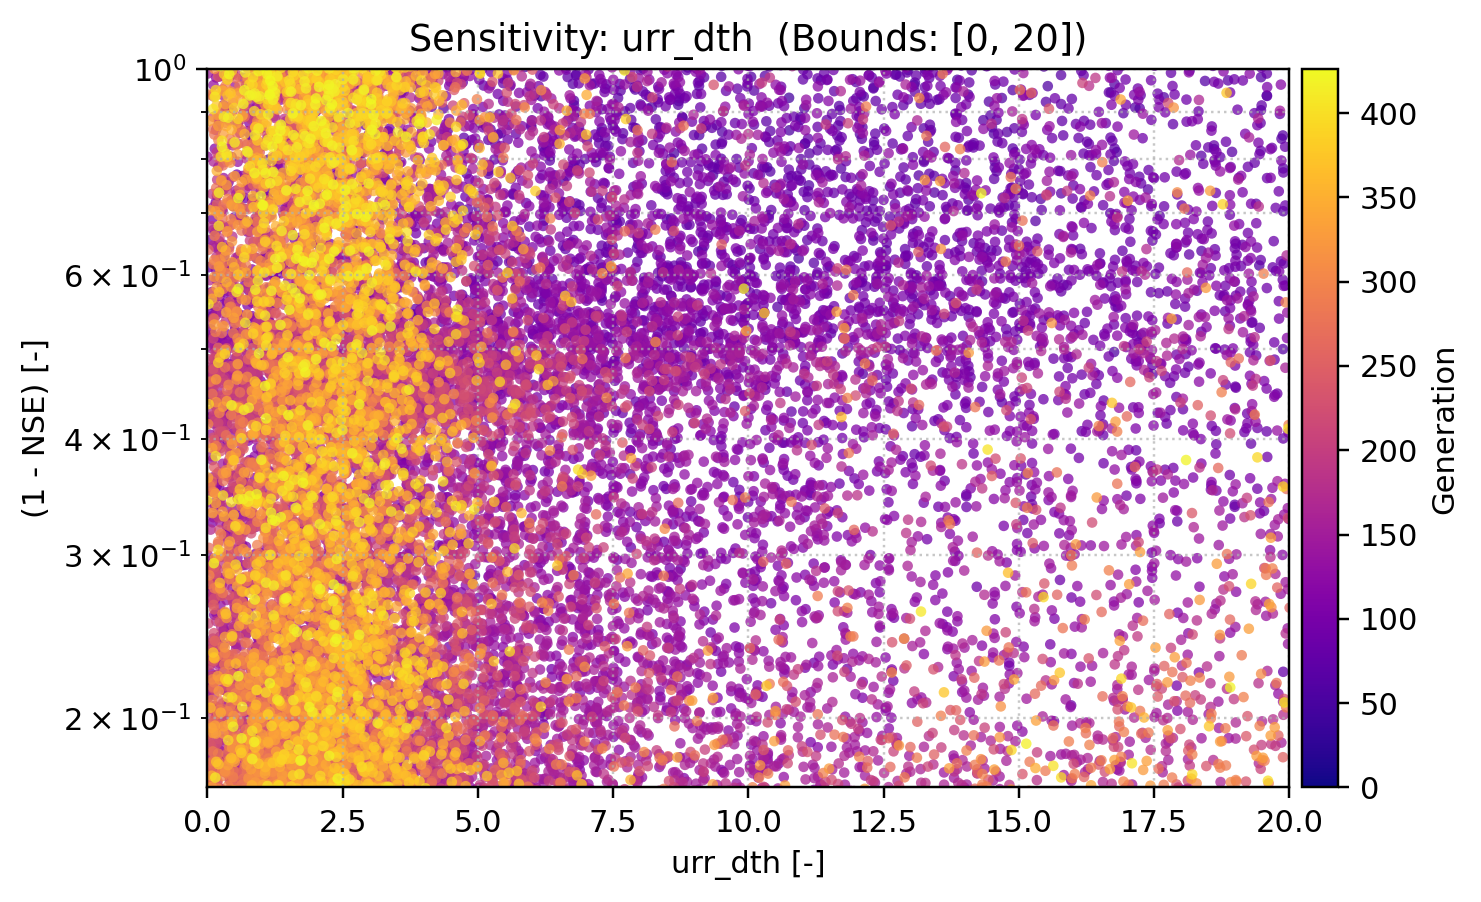 Sensitivity: urr_dth  (Bounds: [0, 20])
10⁰
6 × 10⁻¹
4 × 10⁻¹
3 × 10⁻¹
2 × 10⁻¹
(1 - NSE) [-]
0.0 2.5 5.0 7.5 10.0 12.5 15.0 17.5 20.0
urr_dth [-]
400
350
300
250
200
150
100
50
0
Generation